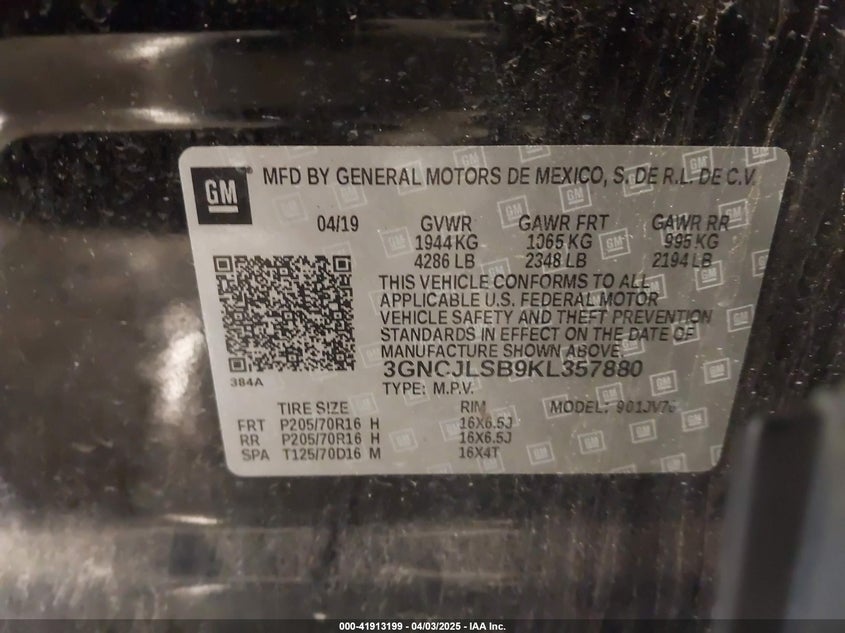 GM MFD BY GENERAL MOTORS DE MEXICO, S. DE R.L. DE C.V.
04/19 GVWR GAWR FRT GAWR RR
1944 KG 1065 KG 995 KG
4286 LB 2348 LB 2194 LB
THIS VEHICLE CONFORMS TO ALL
APPLICABLE U.S. FEDERAL MOTOR
VEHICLE SAFETY AND THEFT PREVENTION
STANDARDS IN EFFECT ON THE DATE OF
MANUFACTURE SHOWN ABOVE.
384A 3GNCJLSB9KL357880
TYPE: M.P.V.
TIRE SIZE RIM MODEL:
FRT P205/70R16 H 16X6.5J
RR P205/70R16 H 16X6.5J
SPA T125/70D16 M 16X4T
000-41913199 - 04/03/2025 - IAA Inc.